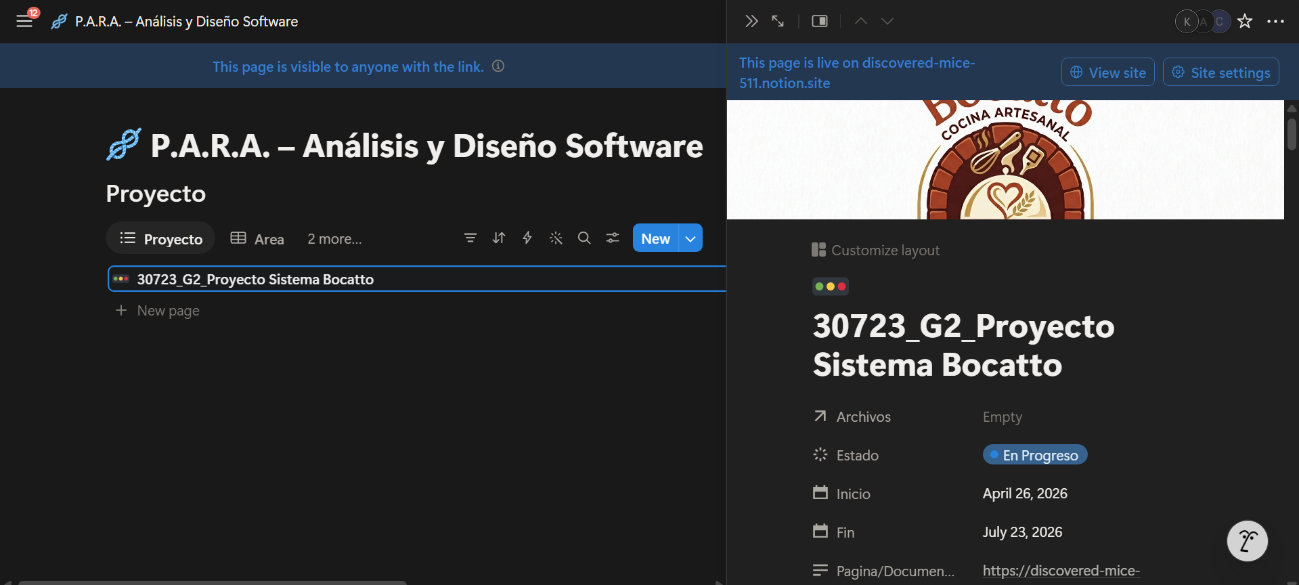 12
P.A.R.A. – Análisis y Diseño Software
This page is visible to anyone with the link.
P.A.R.A. – Análisis y Diseño Software
Proyecto
Proyecto
Area
2 more...
New
30723_G2_Proyecto Sistema Bocatto
New page
K A C
This page is live on discovered-mice-
511.notion.site
View site
Site settings
Bocatto
COCINA ARTESANAL
Customize layout
30723_G2_Proyecto
Sistema Bocatto
Archivos Empty
Estado En Progreso
Inicio April 26, 2026
Fin July 23, 2026
Pagina/Documen... https://discovered-mice-